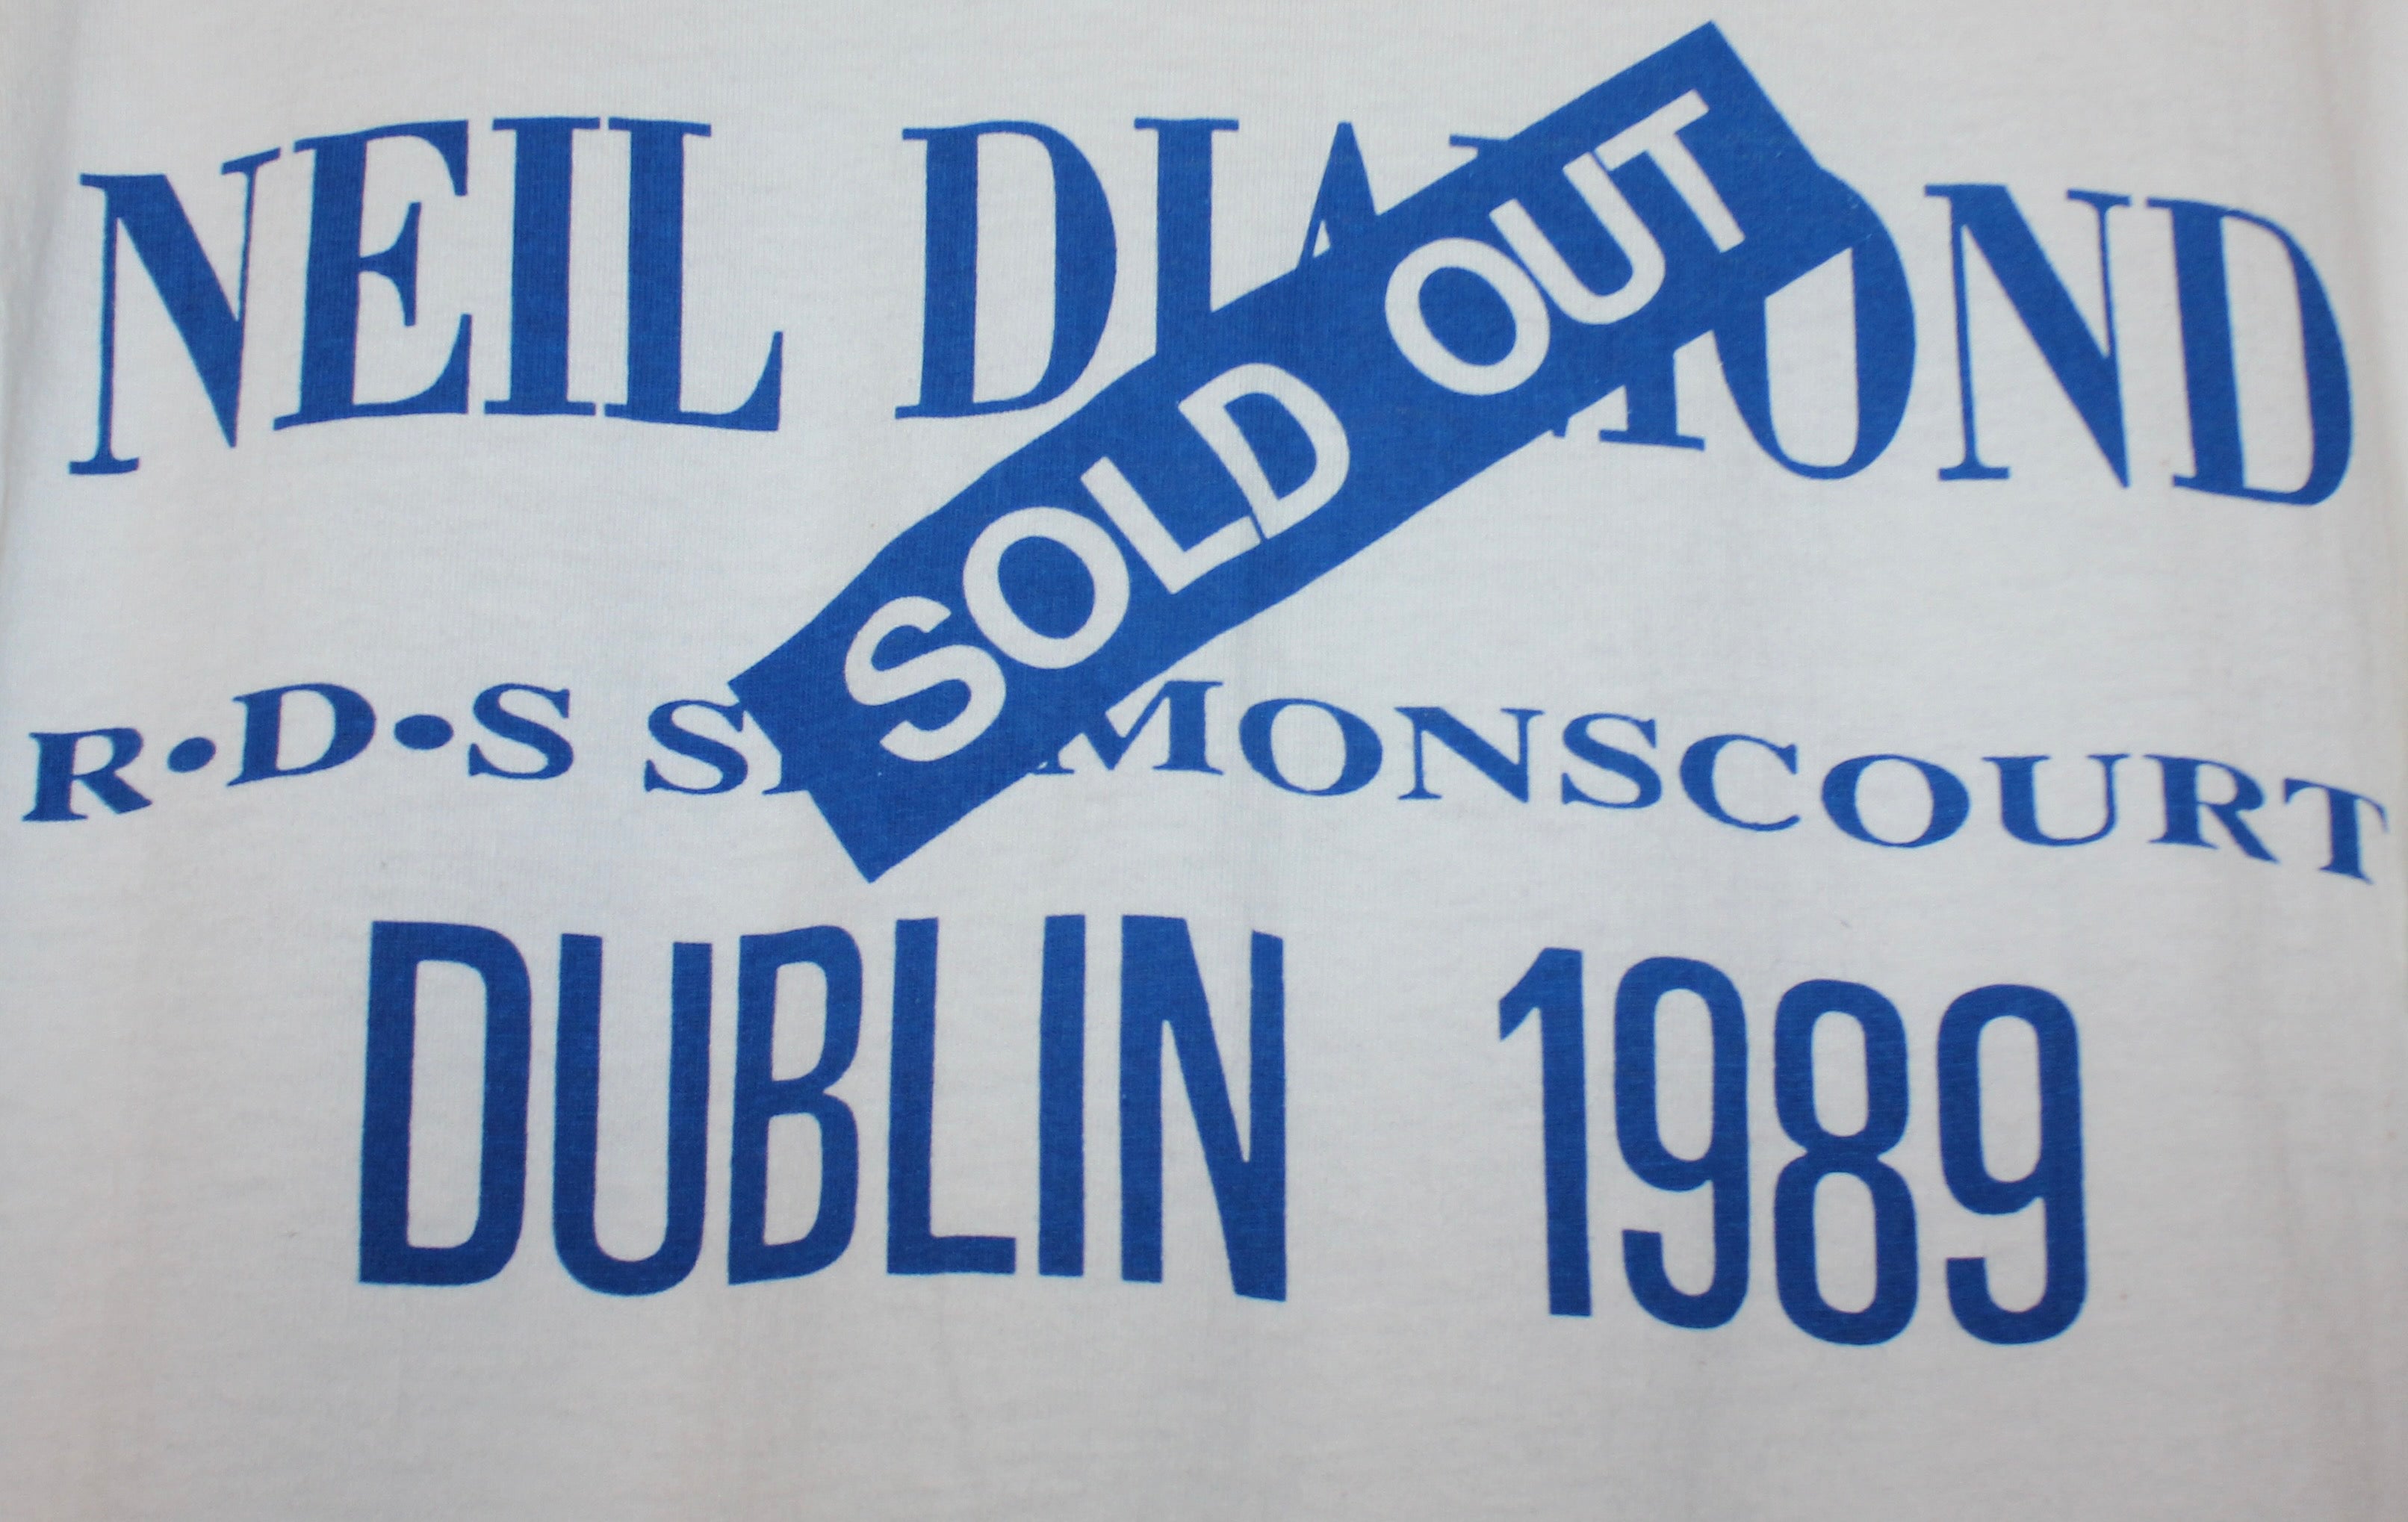 NEIL DIAMOND
SOLD OUT
R•D•S SIMMONSCOURT
DUBLIN 1989